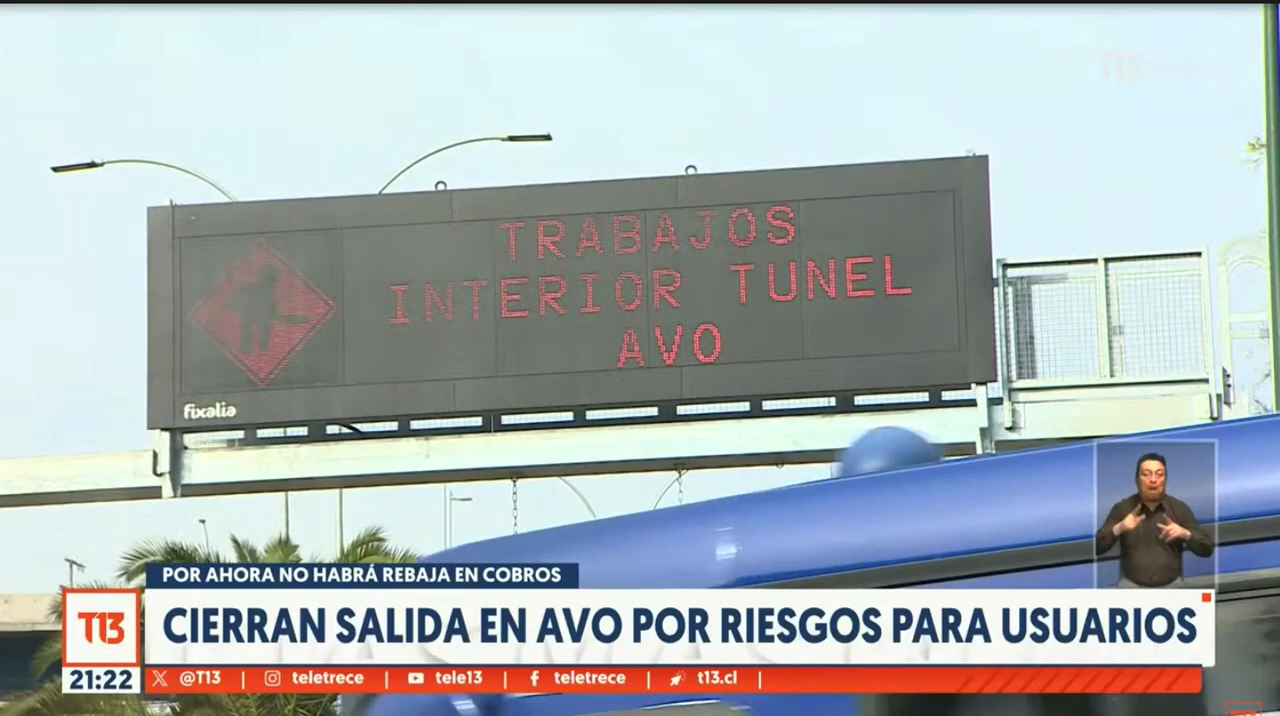 T13
TRABAJOS
INTERIOR TUNEL
AVO
fixalia
POR AHORA NO HABRÁ REBAJA EN COBROS
T13
CIERRAN SALIDA EN AVO POR RIESGOS PARA USUARIOS
21:22
@T13 | teletrece | tele13 | teletrece | t13.cl |